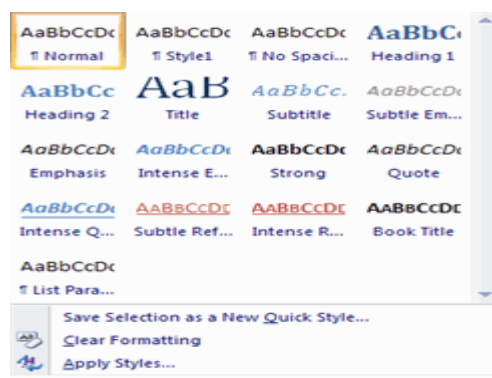 AaBbCcDc AaBbCcDc AaBbCcDc AaBbC
¶ Normal ¶ Style1 ¶ No Spaci... Heading 1
AaBbCc AaB AaBbCc. AaBbCcDc
Heading 2 Title Subtitle Subtle Em...
AaBbCcDc AaBbCcDc AaBbCcDc AaBbCcDc
Emphasis Intense E... Strong Quote
AaBbCcDc AaBbCcDc AaBbCcDc AaBbCcDc
Intense Q... Subtle Ref... Intense R... Book Title
AaBbCcDc
¶ List Para...
Save Selection as a New Quick Style...
Clear Formatting
Apply Styles...